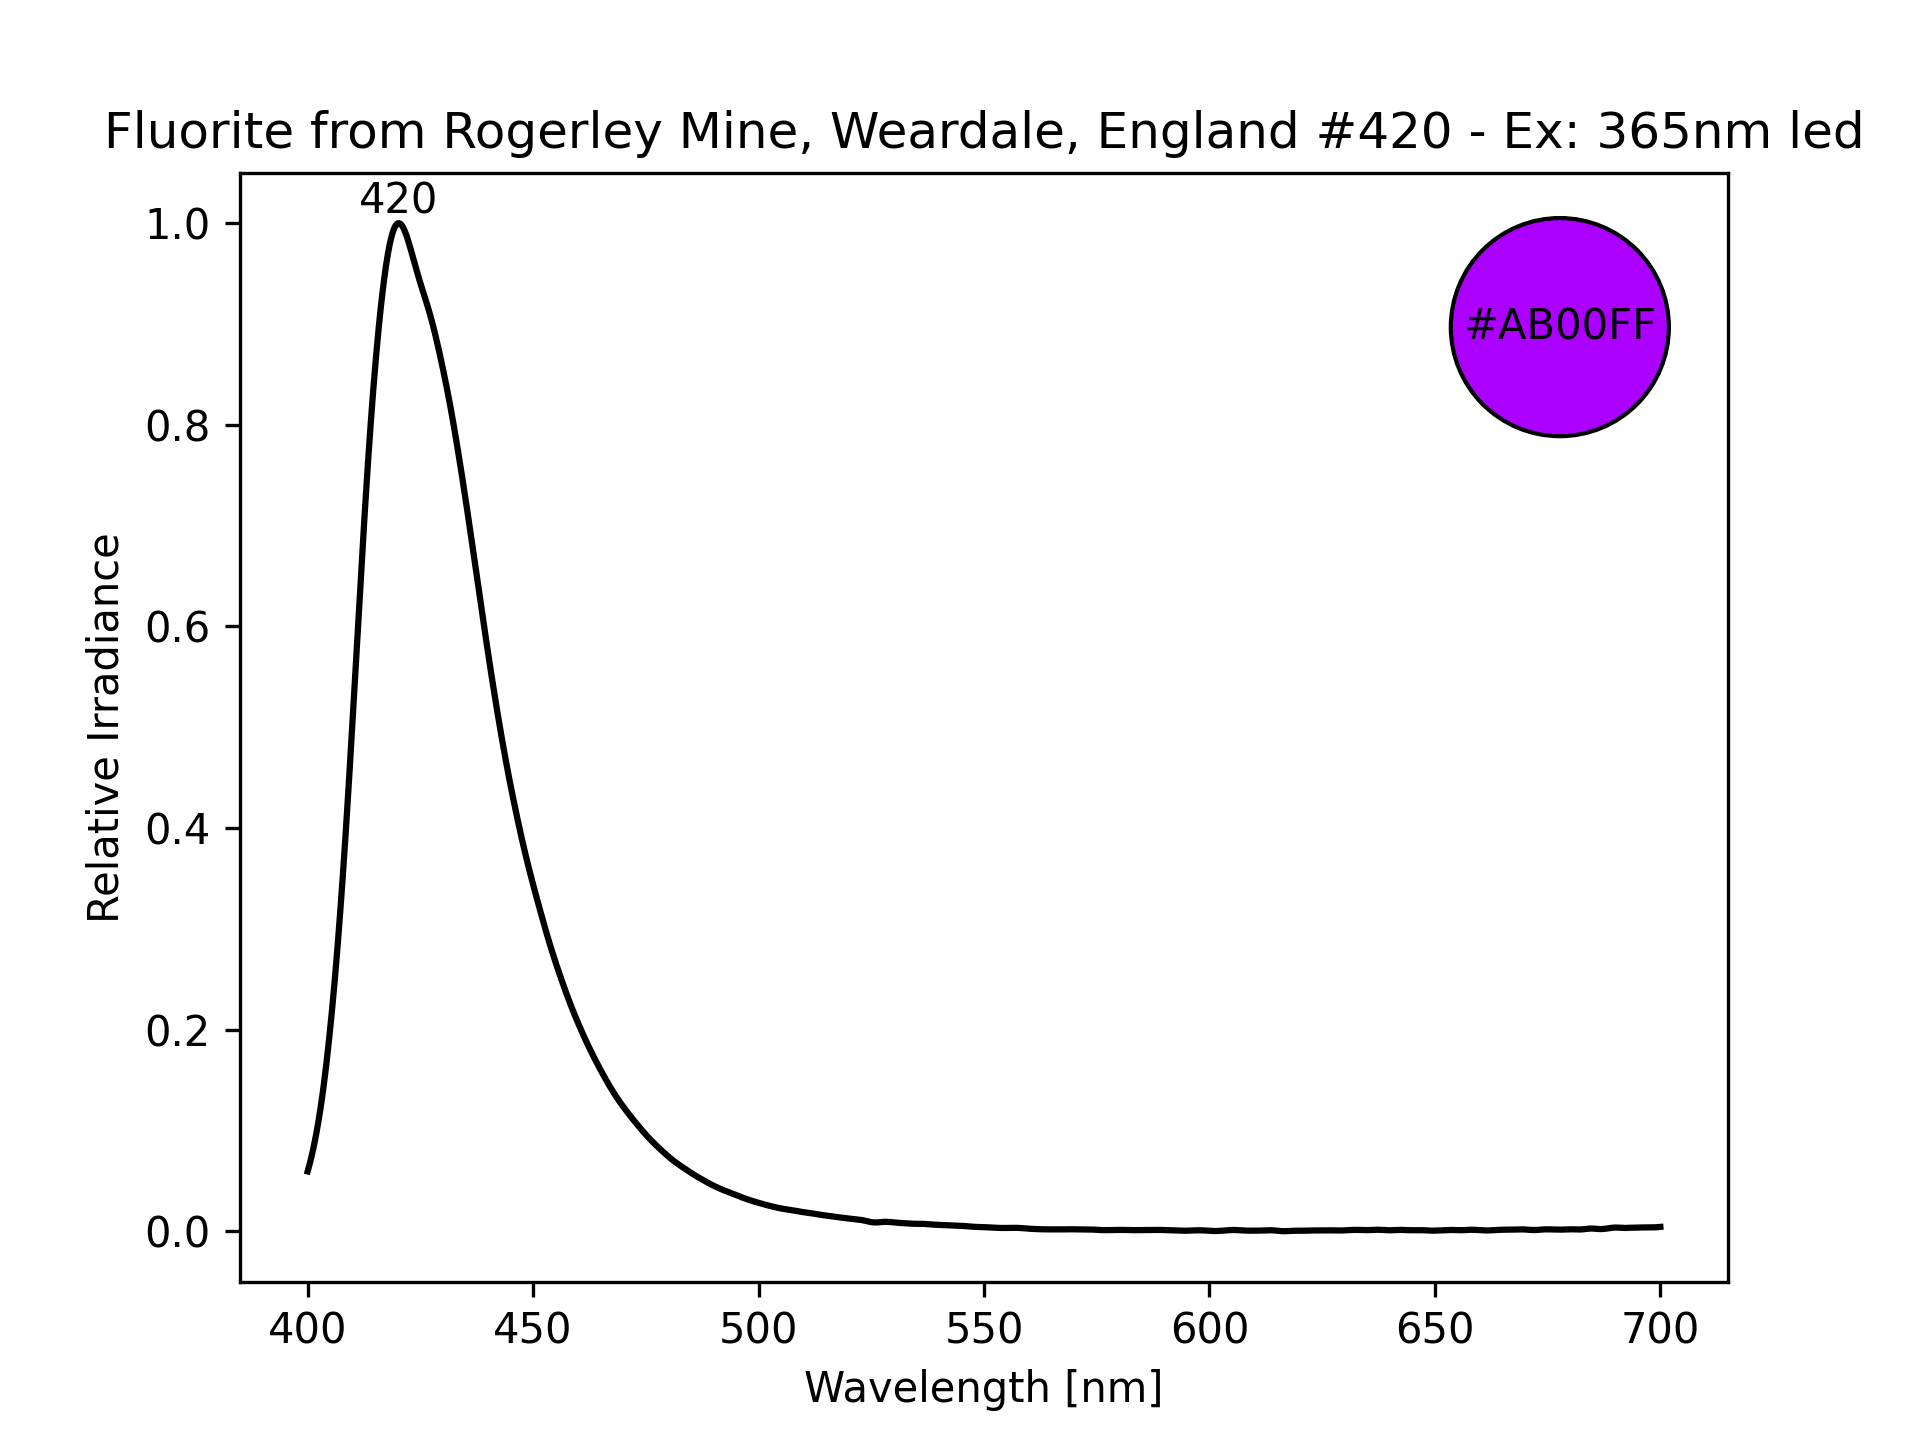 Fluorite from Rogerley Mine, Weardale, England #420 - Ex: 365nm led
420
#AB00FF
1.0
0.8
0.6
0.4
0.2
0.0
Relative Irradiance
400 450 500 550 600 650 700
Wavelength [nm]